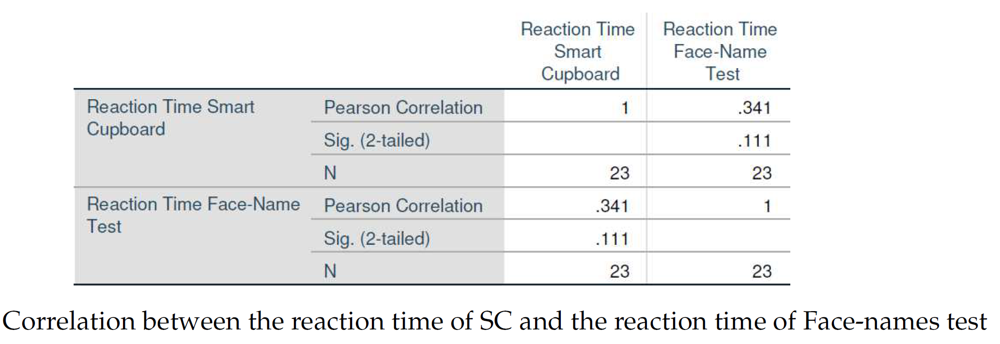 Reaction Time Smart Cupboard Reaction Time Face-Name Test
Reaction Time Smart Cupboard Pearson Correlation 1 .341
Sig. (2-tailed) .111
N 23 23
Reaction Time Face-Name Test Pearson Correlation .341 1
Sig. (2-tailed) .111
N 23 23
Correlation between the reaction time of SC and the reaction time of Face-names test